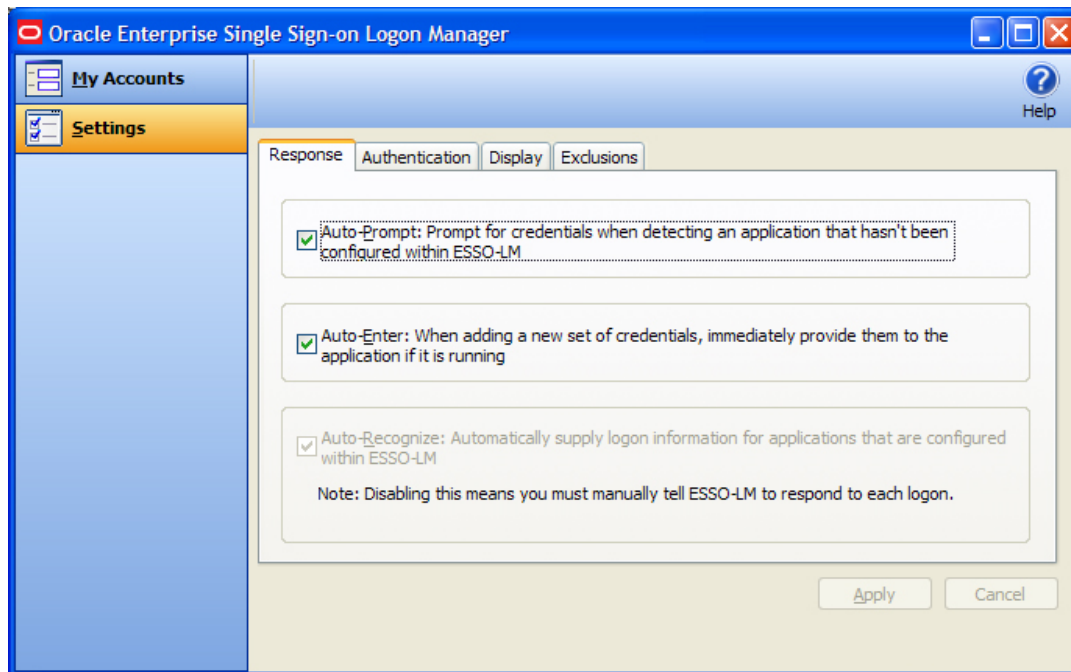 Oracle Enterprise Single Sign-on Logon Manager
My Accounts
Settings
Help
Response
Authentication
Display
Exclusions
Auto-Prompt: Prompt for credentials when detecting an application that hasn't been
configured within ESSO-LM
Auto-Enter: When adding a new set of credentials, immediately provide them to the
application if it is running
Auto-Recognize: Automatically supply logon information for applications that are configured
within ESSO-LM
Note: Disabling this means you must manually tell ESSO-LM to respond to each logon.
Apply
Cancel